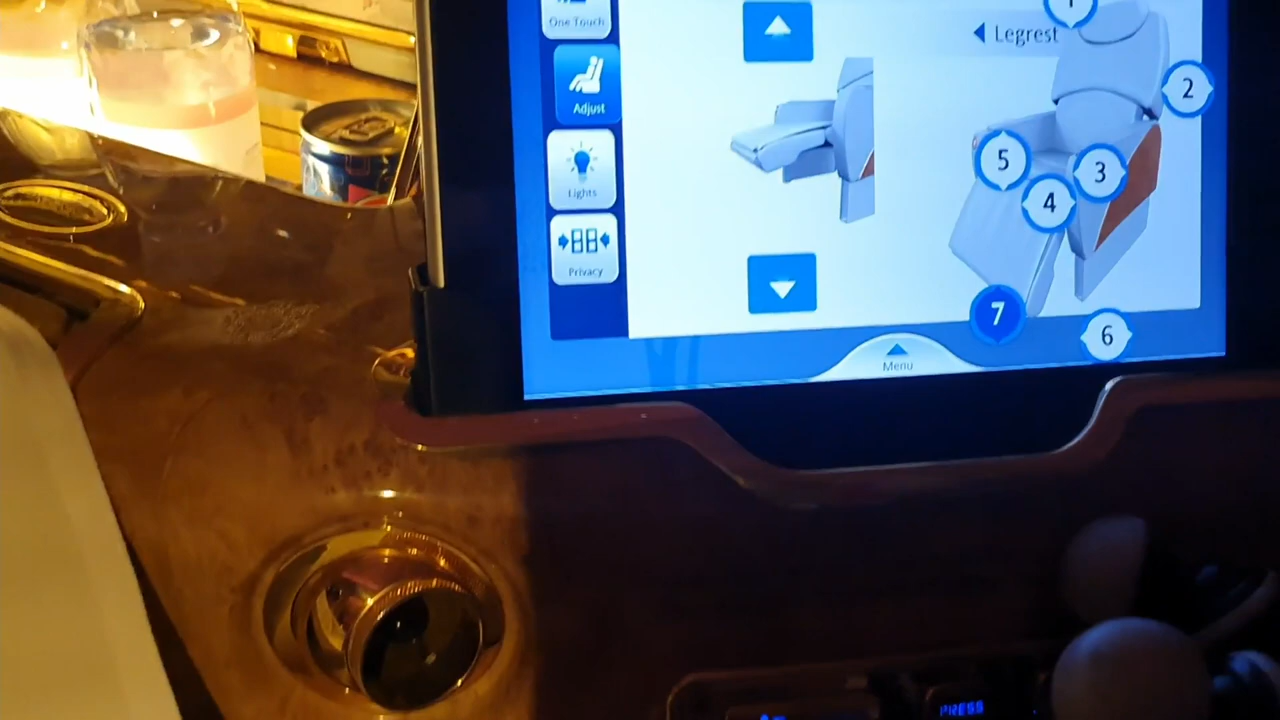 One Touch
1
Legrest
2
Adjust
5
3
4
Lights
Privacy
7
6
Menu
PRESS